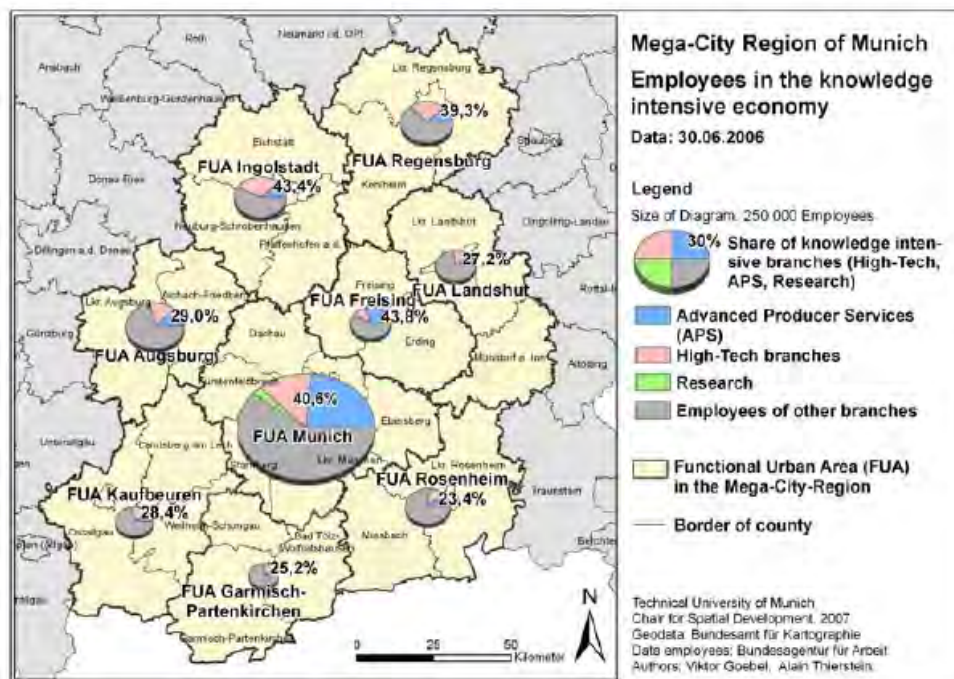 Mega-City Region of Munich
Employees in the knowledge
intensive economy
Data: 30.06.2006
Legend
Size of Diagram: 250 000 Employees
30%
Share of knowledge inten-
sive branches (High-Tech,
APS, Research)
Advanced Producer Services
(APS)
High-Tech branches
Research
Employees of other branches
Functional Urban Area (FUA)
in the Mega-City-Region
Border of county
Technical University of Munich
Chair for Spatial Development, 2007
Geodata: Bundesamt für Kartographie
Date employees: Bundesagentur für Arbeit
Authors: Viktor Goebel, Alain Thierstein
Ansbach
Roth
Neumarkt i.d. OPf.
Weißenburg-Gunzenhausen
Lkr. Regensburg
39,3%
FUA Regensburg
Straubing
Eichstätt
FUA Ingolstadt
43,4%
Kelheim
Donau-Ries
Neuburg-Schrobenhausen
Lkr. Landshut
Dingolfing-Landau
Dillingen a.d. Donau
Pfaffenhofen a.d.
27,2%
FUA Landshut
Freising
Lkr. Augsburg
Aichach-Friedberg
FUA Freising
43,8%
29,0%
FUA Augsburg
Günzburg
Dachau
Erding
Mühldorf a. Inn
Altötting
Fürstenfeldbruck
40,6%
FUA Munich
Ebersberg
Unterallgäu
Landsberg am Lech
Starnberg
Lkr. München
Lkr. Rosenheim
FUA Rosenheim
23,4%
Traunstein
FUA Kaufbeuren
28,4%
Ostallgäu
Weilheim-Schongau
Bad Tölz-
Wolfratshausen
Miesbach
25,2%
FUA Garmisch-
Partenkirchen
Garmisch-Partenkirchen
N
0
25
50
Kilometer